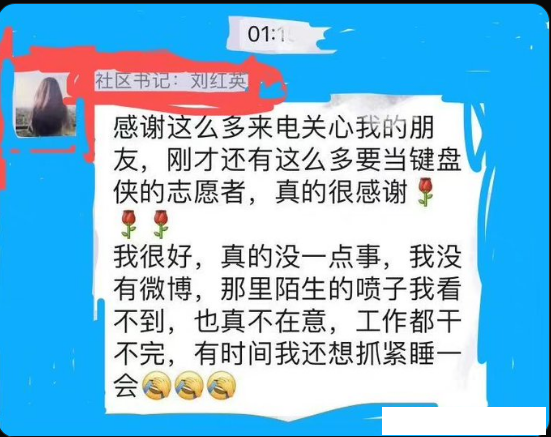 01:1
社区书记：刘红英
感谢这么多来电关心我的朋
友，刚才还有这么多要当键盘
侠的志愿者，真的很感谢🌹
🌹🌹
我很好，真的没一点事，我没
有微博，那里陌生的喷子我看
不到，也真不在意，工作都干
不完，有时间我还想抓紧睡一
会🤣🤣🤣